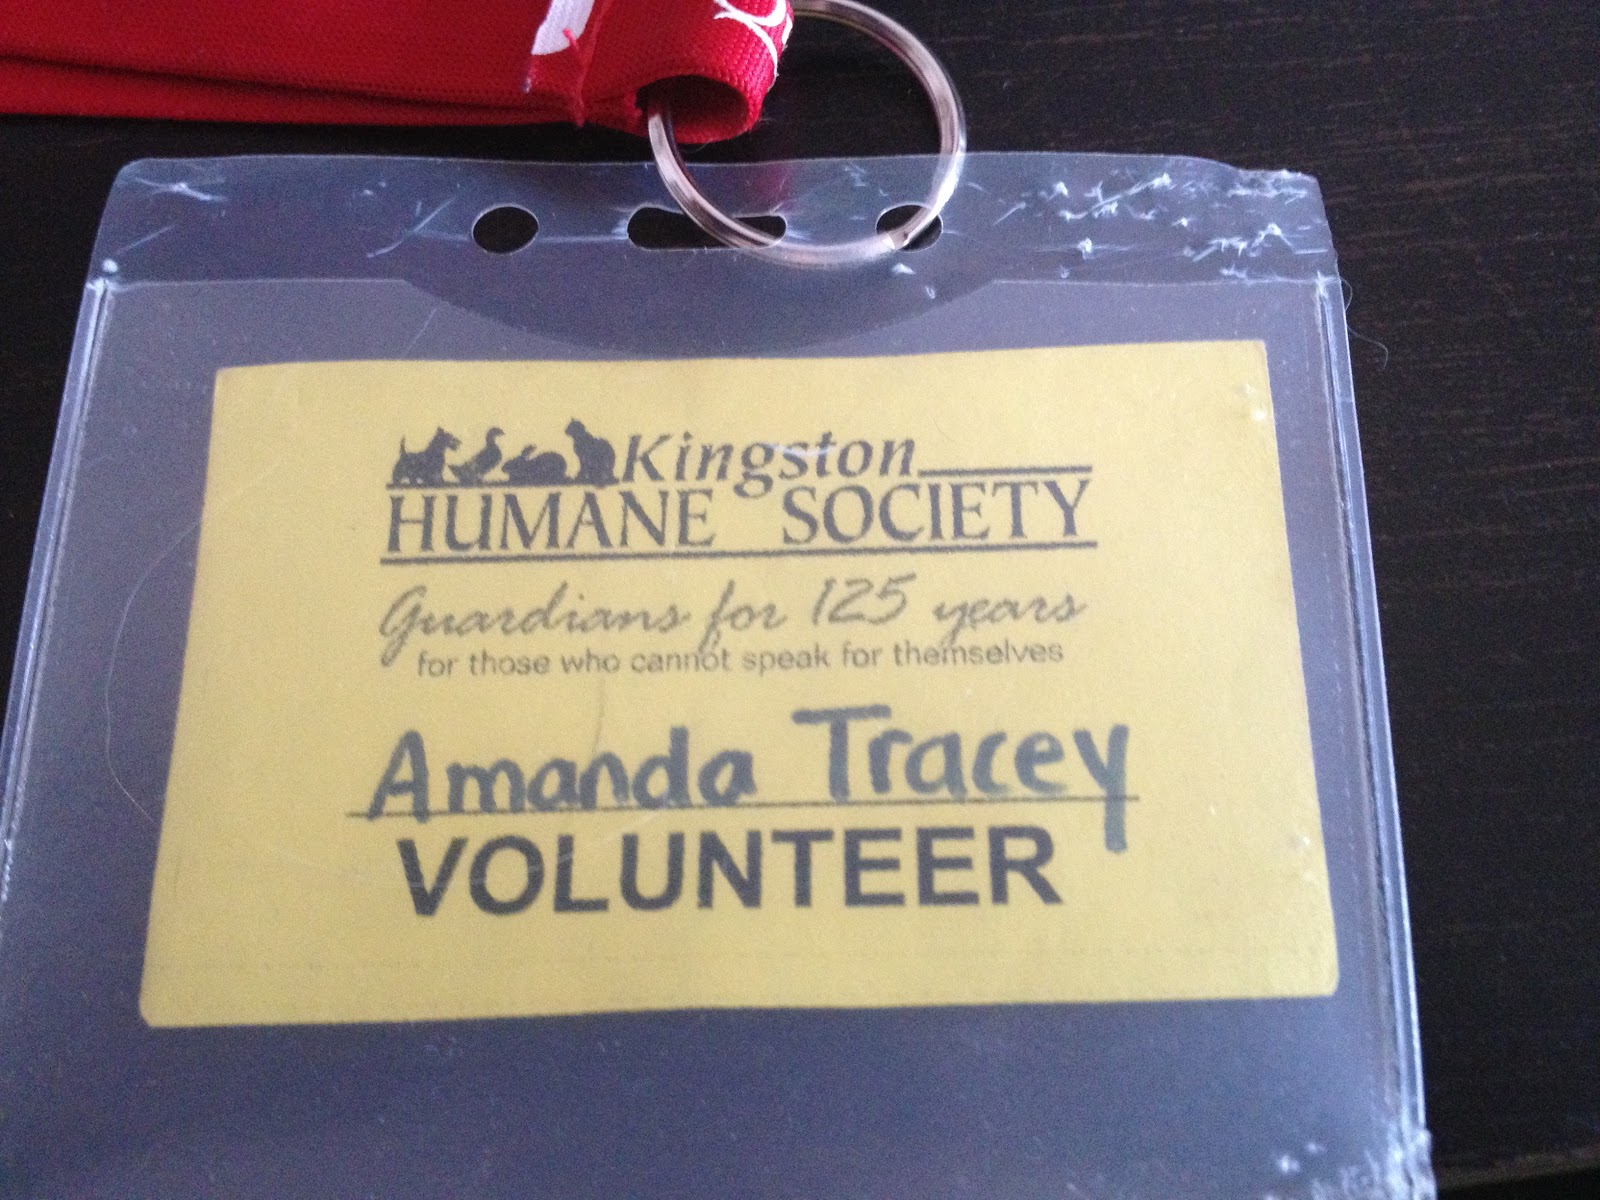 Kingston
HUMANE SOCIETY
Guardians for 125 years
for those who cannot speak for themselves
Amanda Tracey
VOLUNTEER